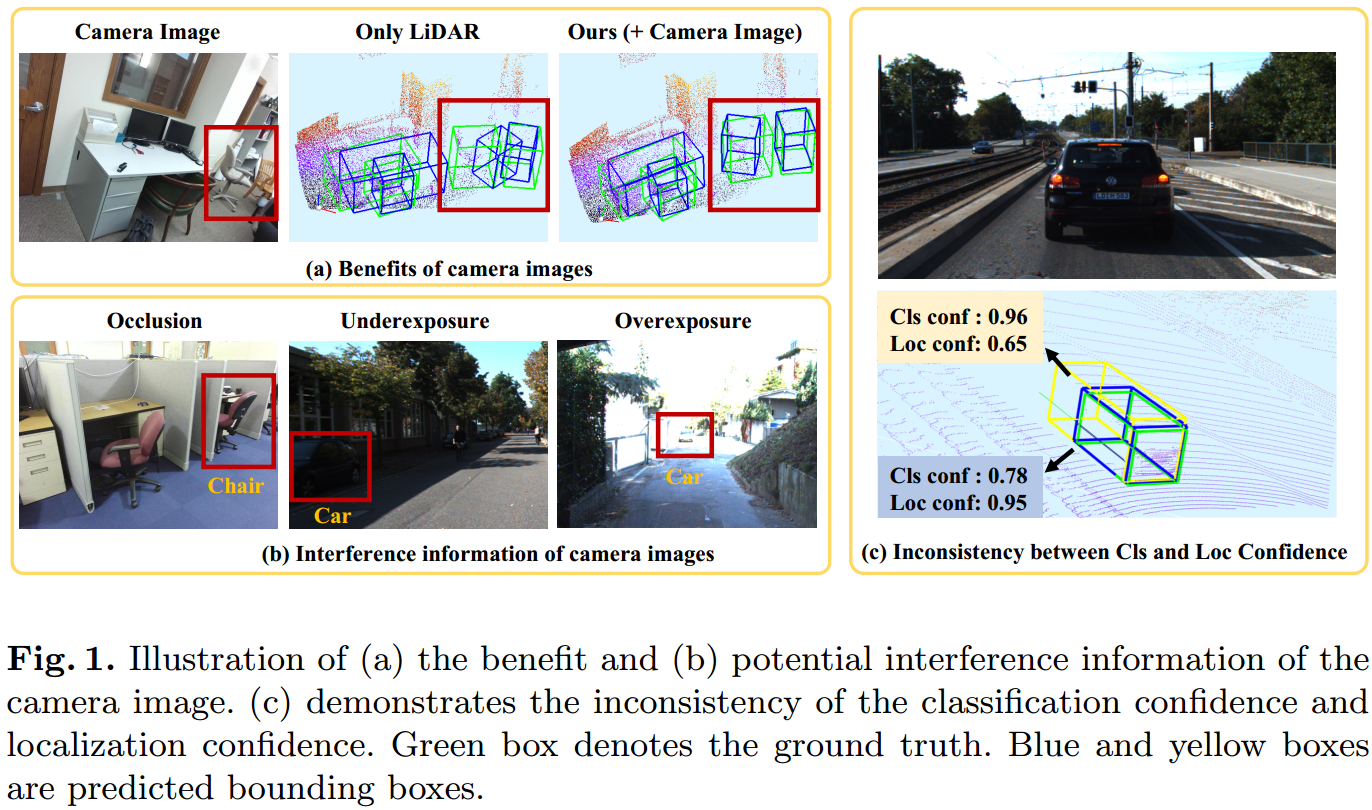 Camera Image
Only LiDAR
Ours (+ Camera Image)
(a) Benefits of camera images
Occlusion
Underexposure
Overexposure
Chair
Car
Car
(b) Interference information of camera images
Cls conf : 0.96
Loc conf: 0.65
Cls conf : 0.78
Loc conf: 0.95
(c) Inconsistency between Cls and Loc Confidence
Fig. 1. Illustration of (a) the benefit and (b) potential interference information of the
camera image. (c) demonstrates the inconsistency of the classification confidence and
localization confidence. Green box denotes the ground truth. Blue and yellow boxes
are predicted bounding boxes.